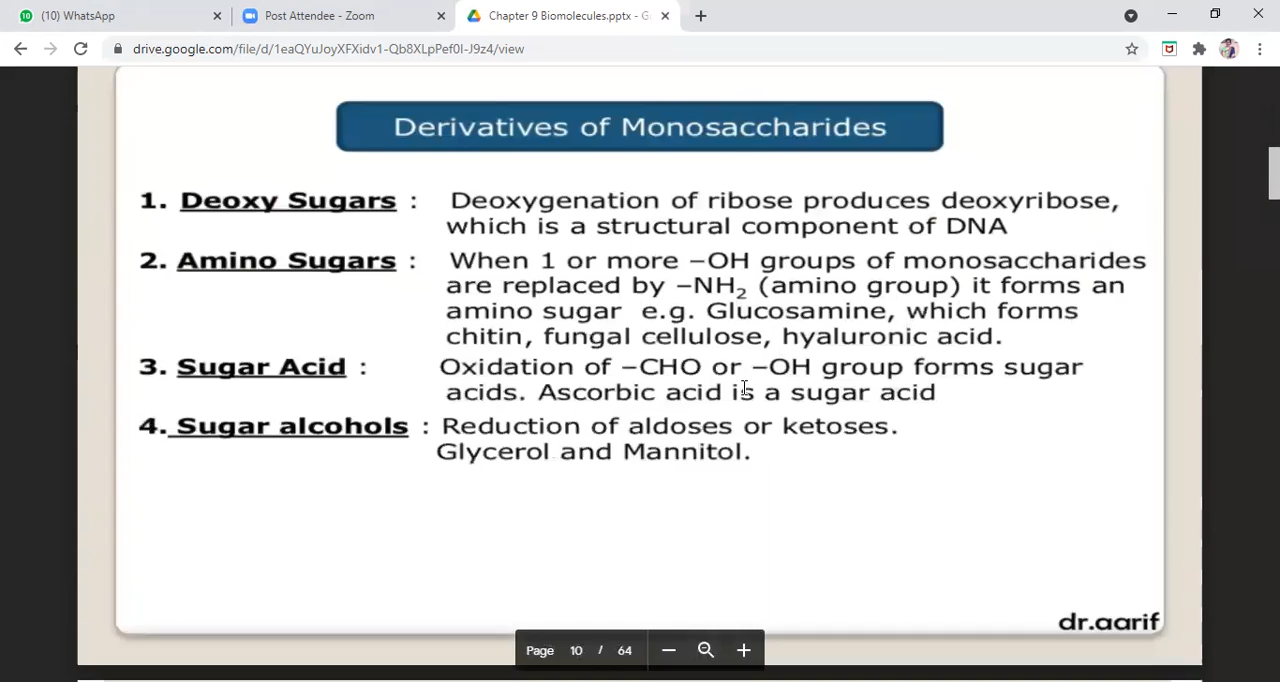 (10) WhatsApp
Post Attendee - Zoom
Chapter 9 Biomolecules.pptx - G
drive.google.com/file/d/1eaQYuJoyXFXidv1-Qb8XLpPef0I-J9z4/view
Derivatives of Monosaccharides
1. Deoxy Sugars : Deoxygenation of ribose produces deoxyribose,
which is a structural component of DNA
2. Amino Sugars : When 1 or more –OH groups of monosaccharides
are replaced by –NH₂ (amino group) it forms an
amino sugar e.g. Glucosamine, which forms
chitin, fungal cellulose, hyaluronic acid.
3. Sugar Acid : Oxidation of –CHO or –OH group forms sugar
acids. Ascorbic acid is a sugar acid
4. Sugar alcohols : Reduction of aldoses or ketoses.
Glycerol and Mannitol.
dr.aarif
Page 10 / 64